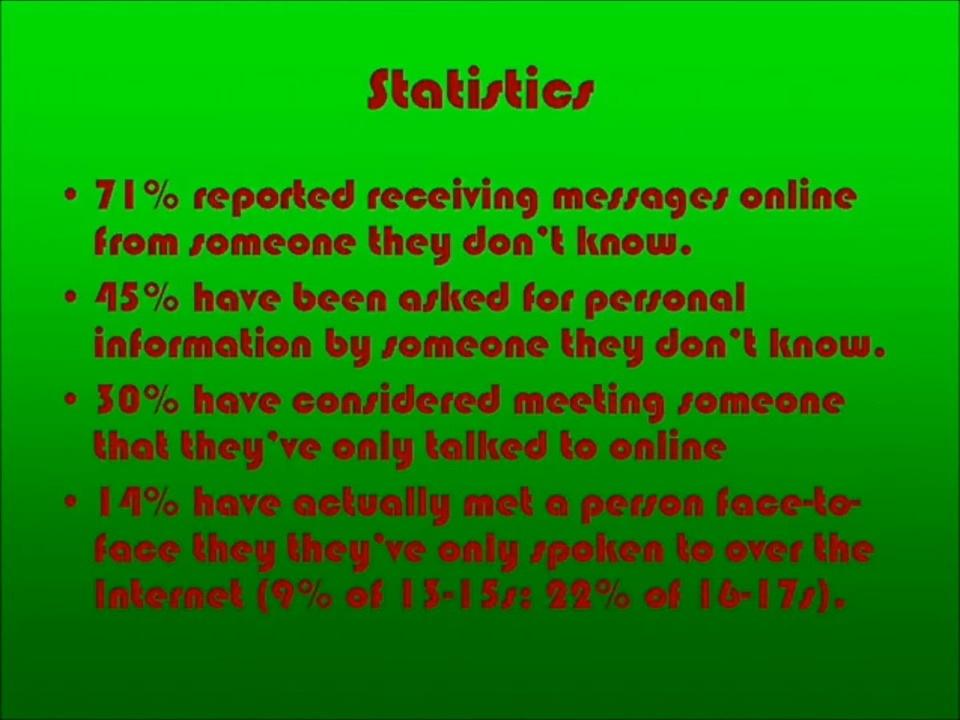 Statistics
• 71% reported receiving messages online
from someone they don't know.
• 45% have been asked for personal
information by someone they don't know.
• 30% have considered meeting someone
that they've only talked to online
• 14% have actually met a person face-to-
face they they've only spoken to over the
Internet (9% of 13-15s; 22% of 16-17s).